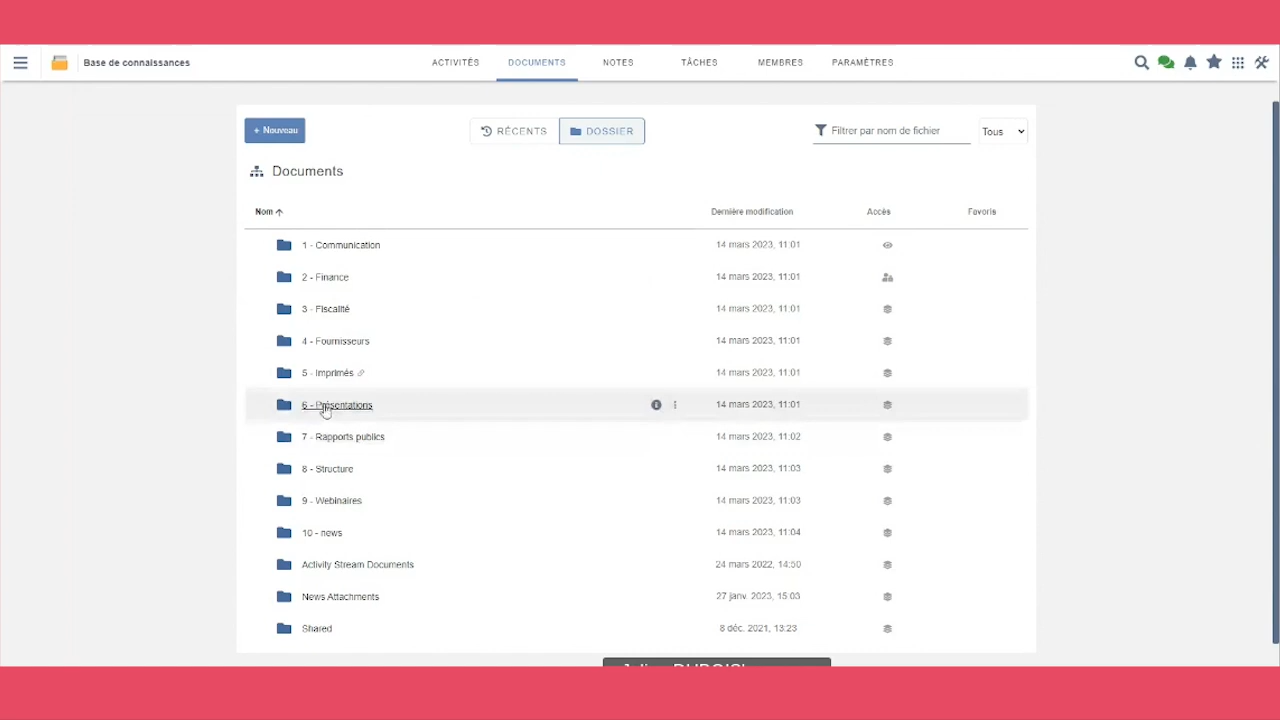 Base de connaissances
ACTIVITÉS
DOCUMENTS
NOTES
TÂCHES
MEMBRES
PARAMÈTRES
+ Nouveau
RÉCENTS
DOSSIER
Filtrer par nom de fichier
Tous
Documents
Nom
Dernière modification
Accès
Favoris
1 - Communication
14 mars 2023, 11:01
2 - Finance
14 mars 2023, 11:01
3 - Fiscalité
14 mars 2023, 11:01
4 - Fournisseurs
14 mars 2023, 11:01
5 - Imprimés
14 mars 2023, 11:01
6 - Présentations
14 mars 2023, 11:01
7 - Rapports publics
14 mars 2023, 11:02
8 - Structure
14 mars 2023, 11:03
9 - Webinaires
14 mars 2023, 11:03
10 - news
14 mars 2023, 11:04
Activity Stream Documents
24 mars 2022, 14:50
News Attachments
27 janv. 2023, 15:03
Shared
8 déc. 2021, 13:23